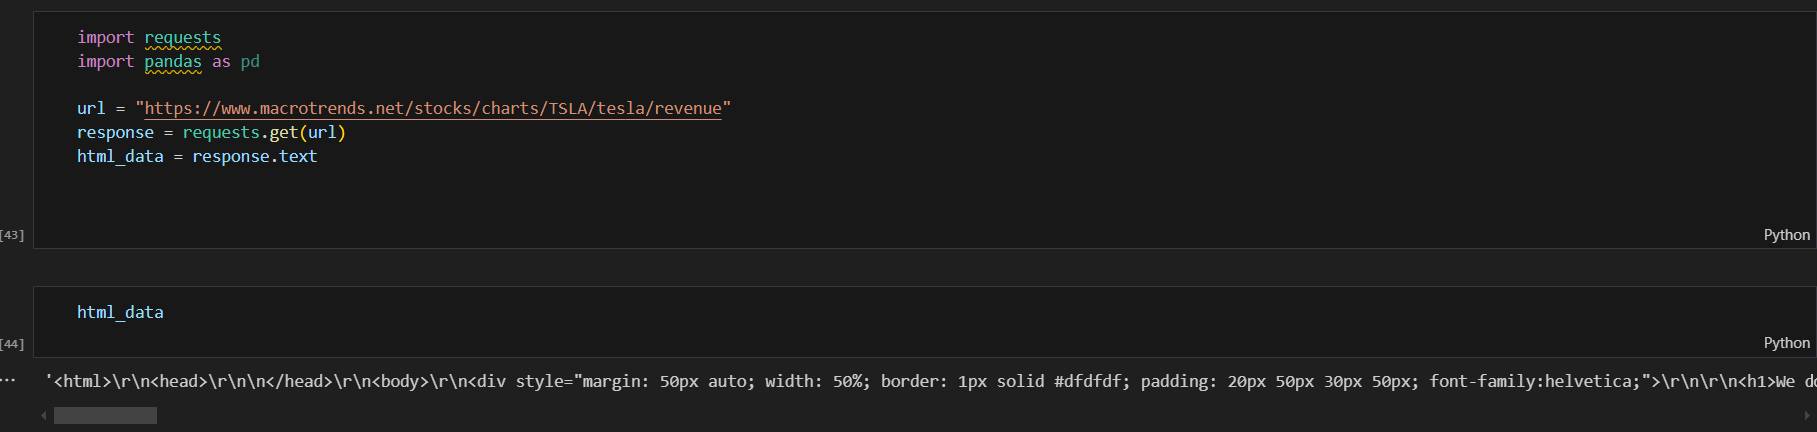 import requests
import pandas as pd
url = "https://www.macrotrends.net/stocks/charts/TSLA/tesla/revenue"
response = requests.get(url)
html_data = response.text
[43]
Python
html_data
[44]
Python
'<html>\r\n<head>\r\n\n</head>\r\n<body>\r\n<div style="margin: 50px auto; width: 50%; border: 1px solid #dfdfdf; padding: 20px 50px 30px 50px; font-family:helvetica;">\r\n\r\n<h1>We do